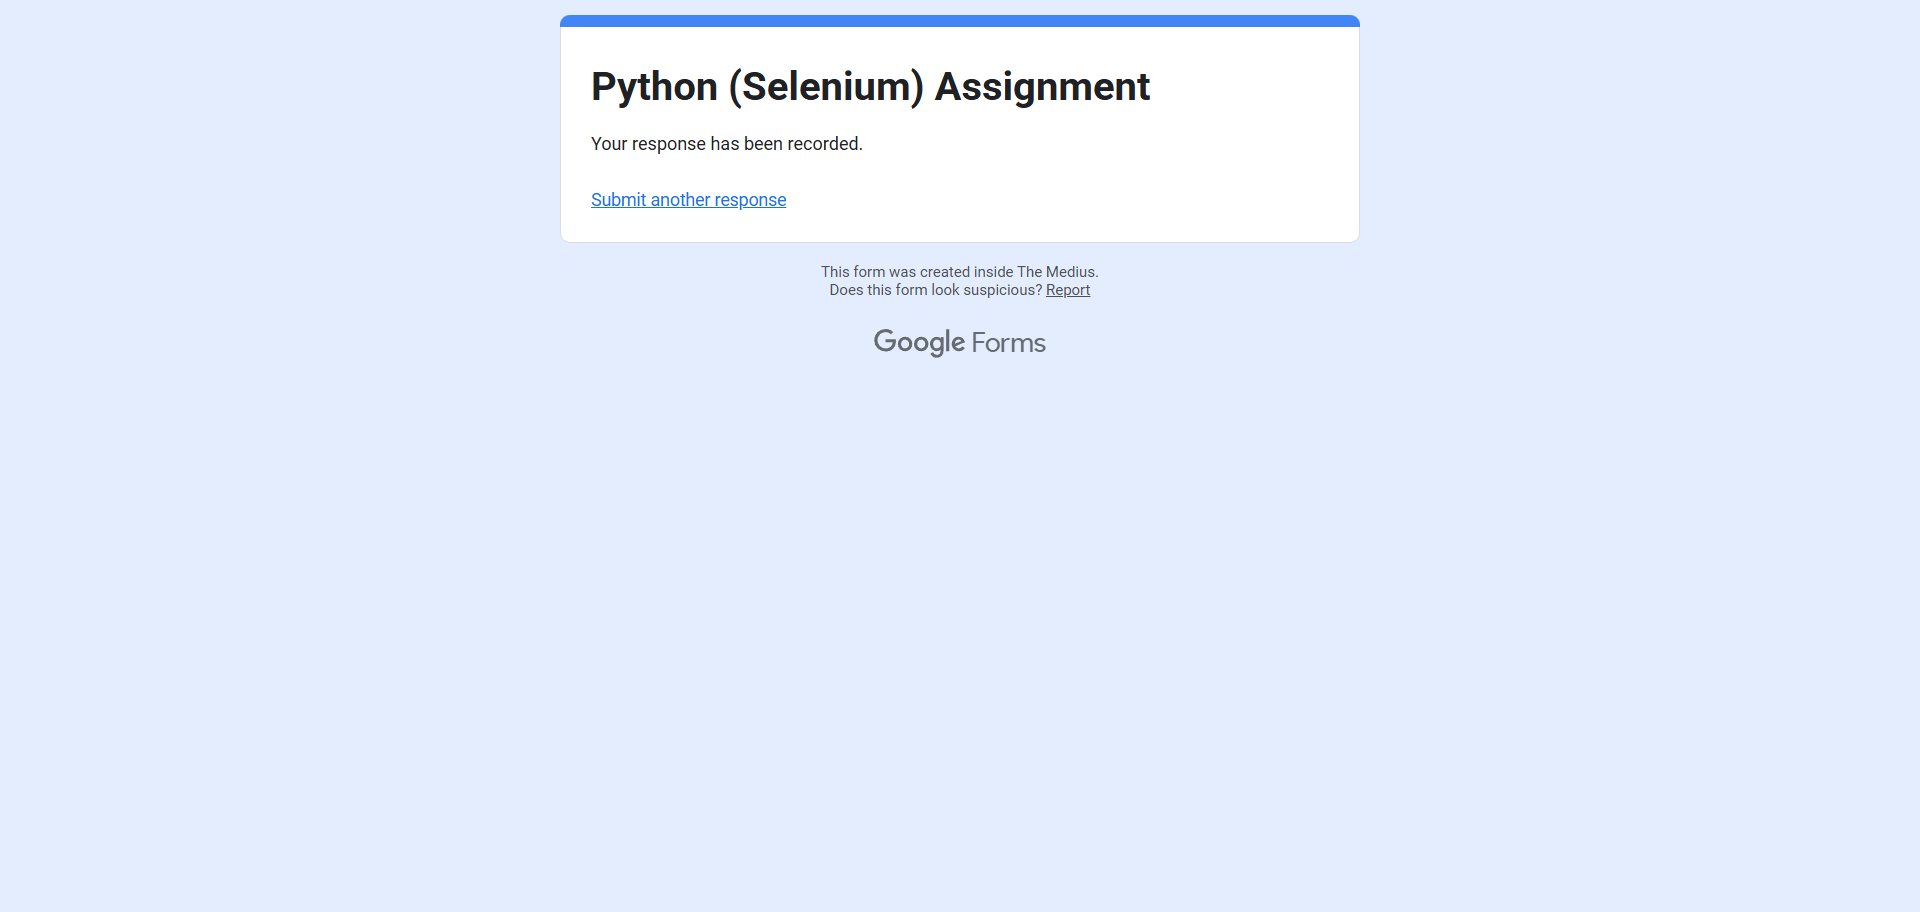 Python (Selenium) Assignment
Your response has been recorded.
Submit another response
This form was created inside The Medius.
Does this form look suspicious? Report
Google Forms